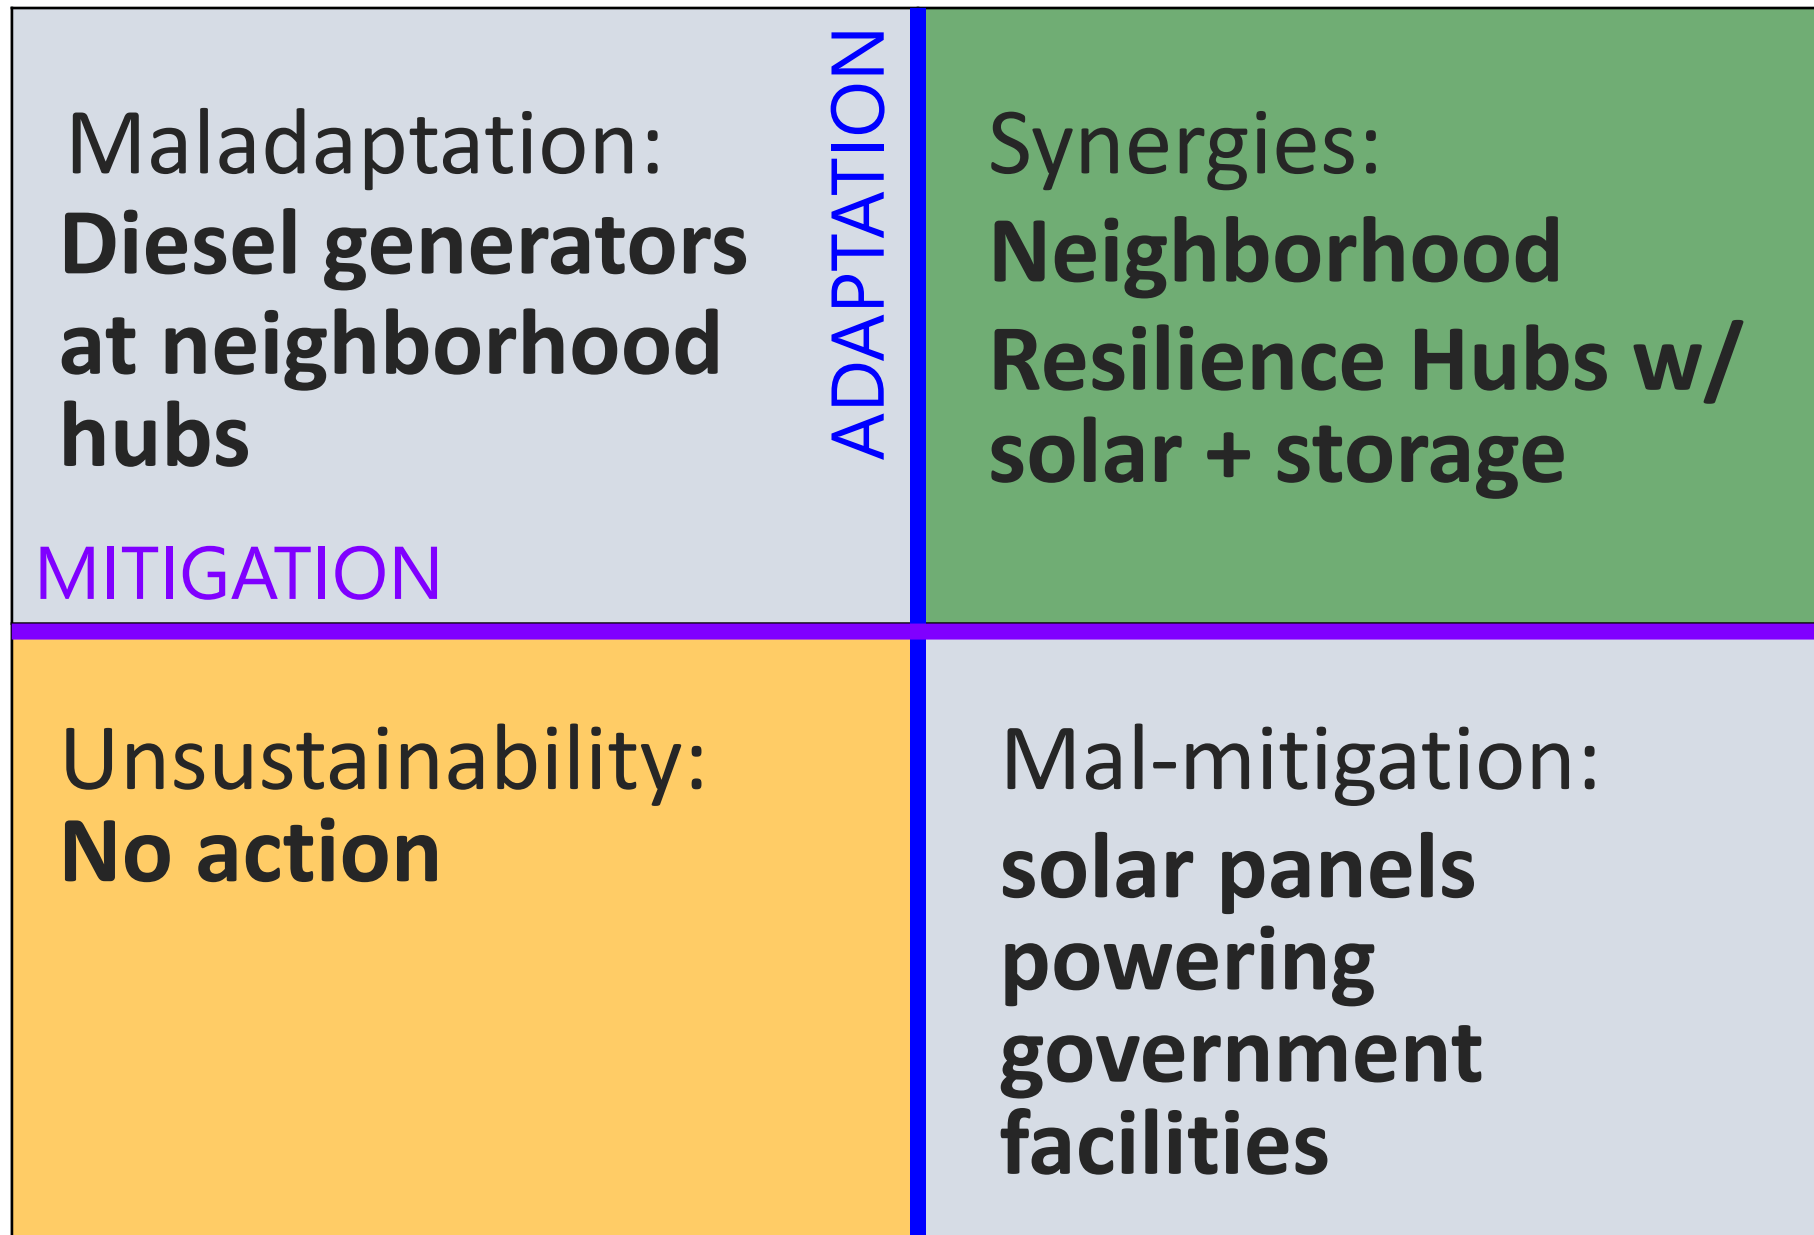 Maladaptation:
Diesel generators
at neighborhood
hubs
ADAPTATION
MITIGATION
Synergies:
Neighborhood
Resilience Hubs w/
solar + storage
Unsustainability:
No action
Mal-mitigation:
solar panels
powering
government
facilities